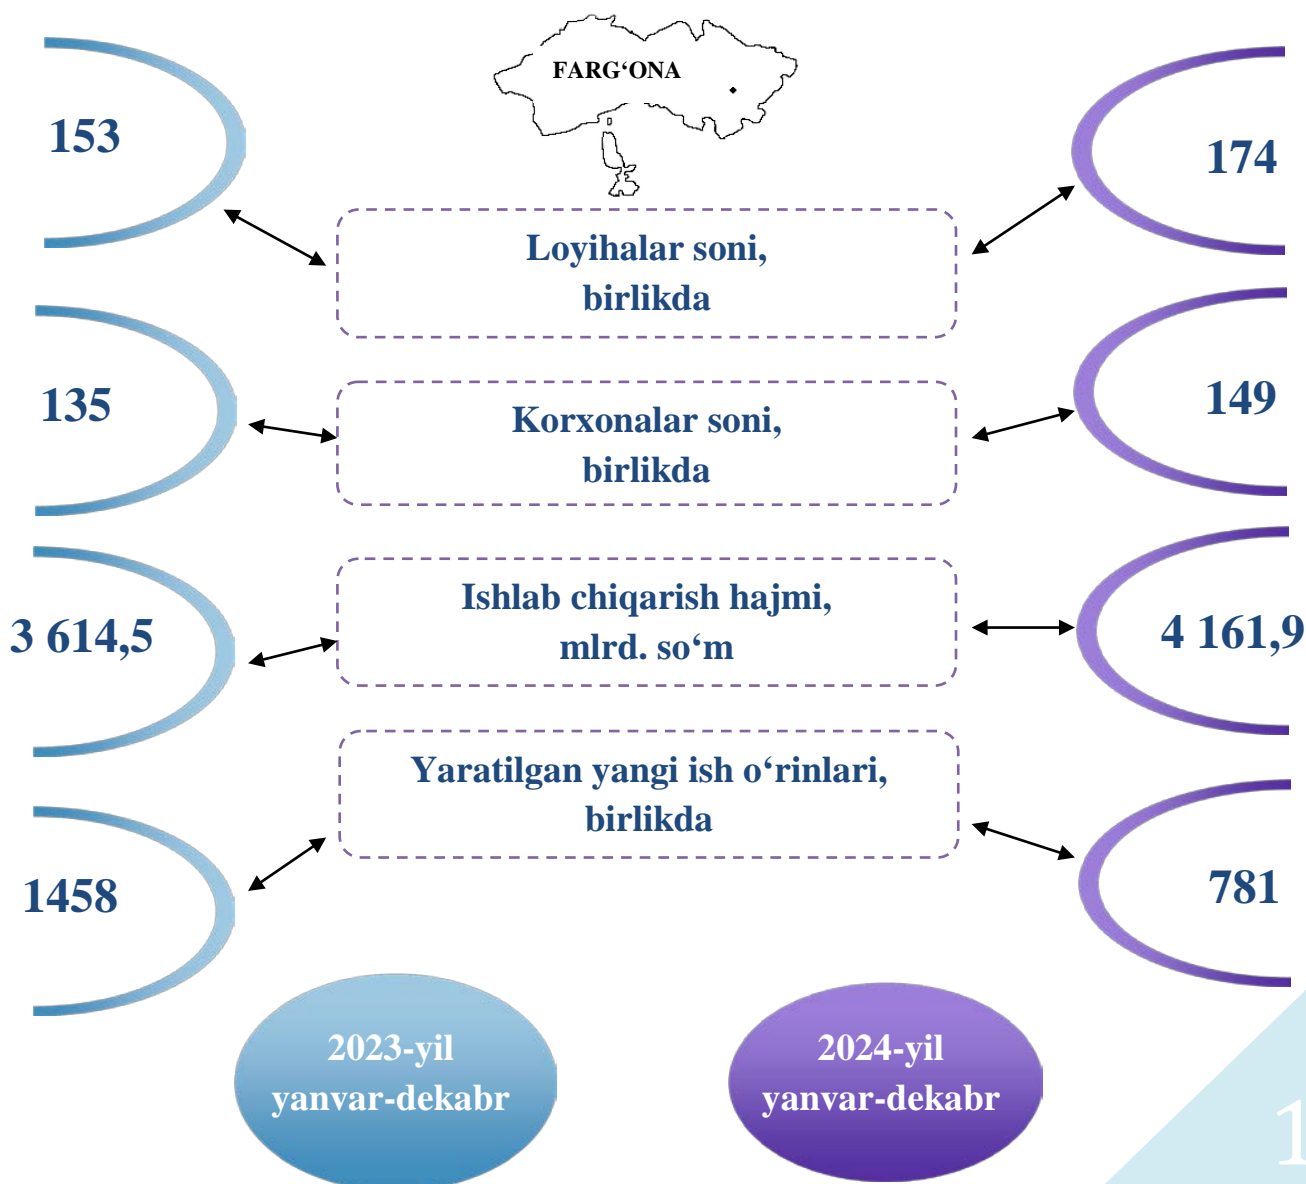 FARG‘ONA
153
174
Loyihalar soni,
birlikda
135
149
Korxonalar soni,
birlikda
3 614,5
4 161,9
Ishlab chiqarish hajmi,
mlrd. so‘m
Yaratilgan yangi ish o‘rinlari,
birlikda
1458
781
2023-yil
yanvar-dekabr
2024-yil
yanvar-dekabr
1